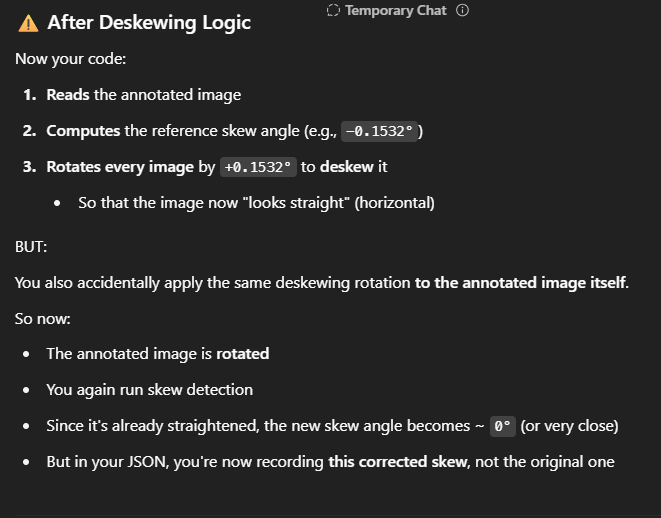 Temporary Chat
⚠ After Deskewing Logic
Now your code:
1. Reads the annotated image
2. Computes the reference skew angle (e.g., −0.1532°)
3. Rotates every image by +0.1532° to deskew it
• So that the image now "looks straight" (horizontal)
BUT:
You also accidentally apply the same deskewing rotation to the annotated image itself.
So now:
• The annotated image is rotated
• You again run skew detection
• Since it's already straightened, the new skew angle becomes ~ 0° (or very close)
• But in your JSON, you're now recording this corrected skew, not the original one